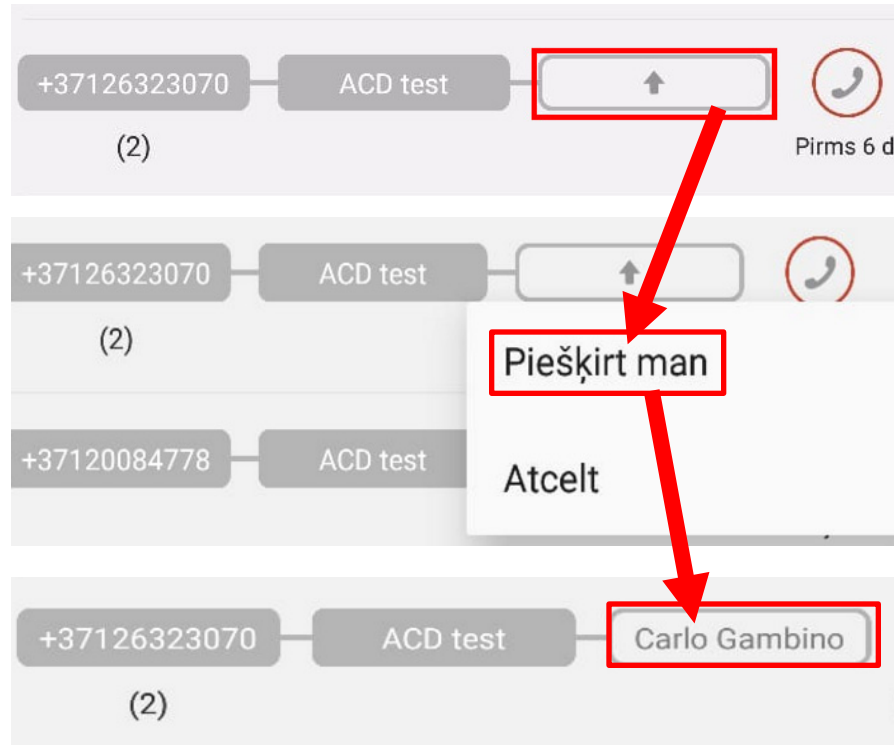 +37126323070 ACD test
(2) Pirms 6 d
+37126323070 ACD test
(2)
Piešķirt man
+37120084778 ACD test
Atcelt
+37126323070 ACD test Carlo Gambino
(2)